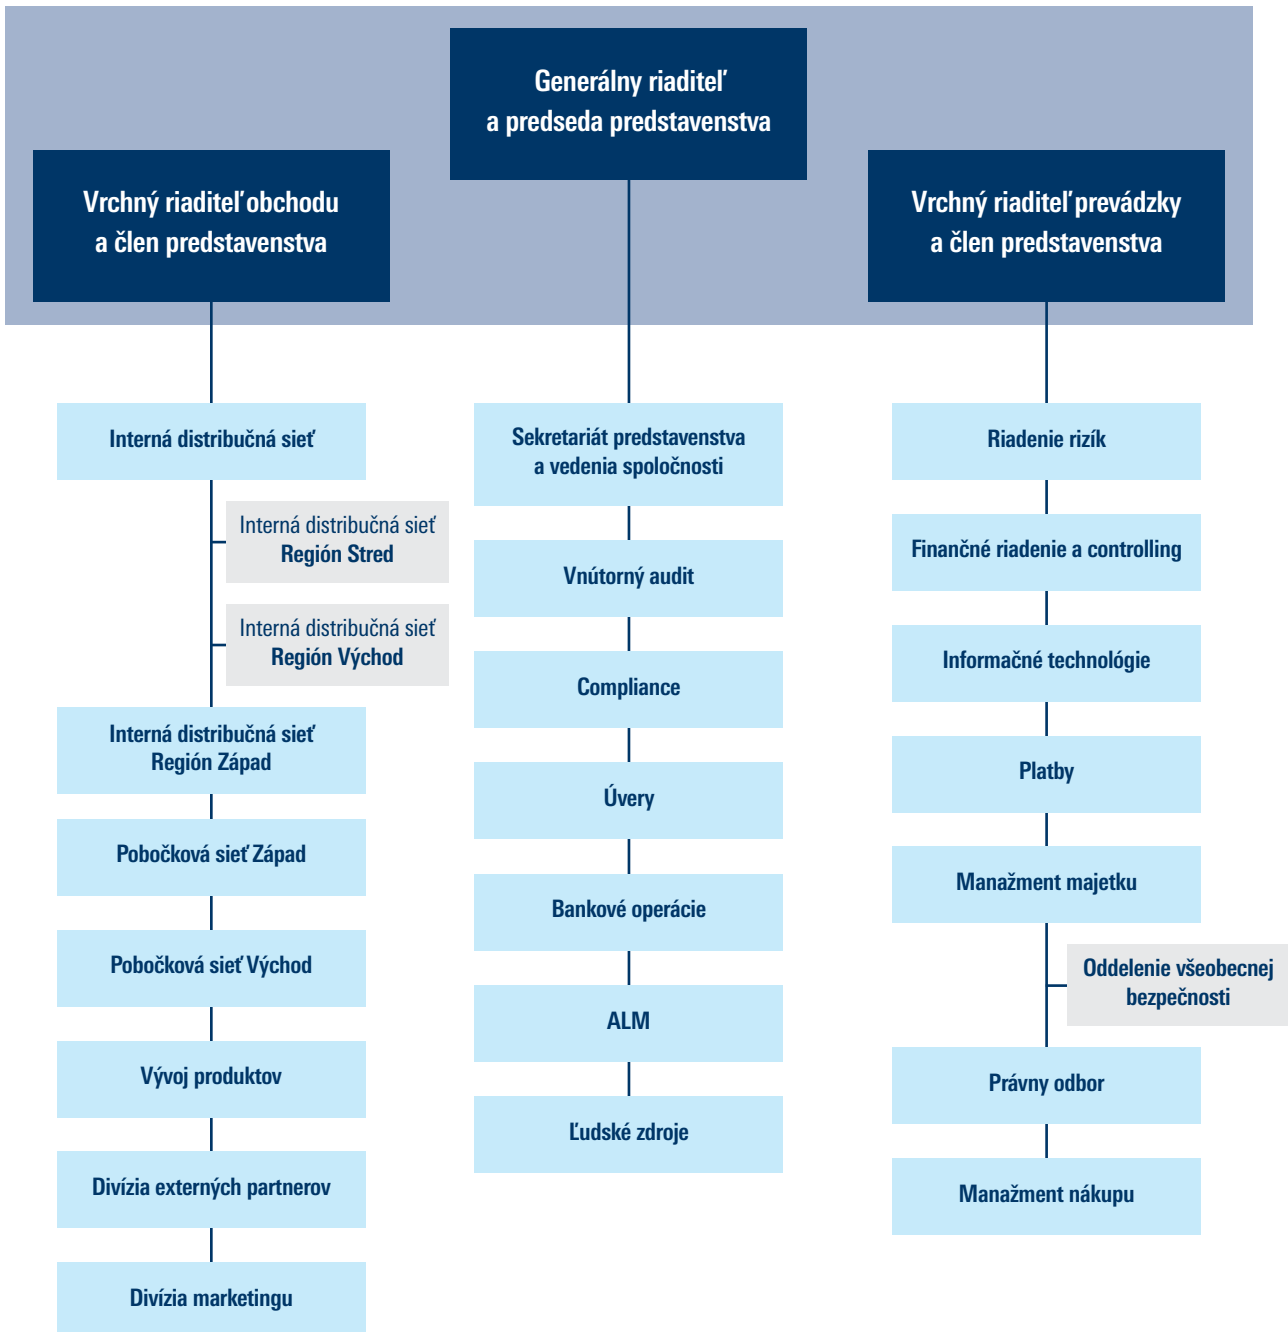 Generálny riaditeľ
a predseda predstavenstva
Vrchný riaditeľ obchodu
a člen predstavenstva
Vrchný riaditeľ prevádzky
a člen predstavenstva
Interná distribučná sieť
Interná distribučná sieť
Región Stred
Interná distribučná sieť
Región Východ
Interná distribučná sieť
Región Západ
Pobočková sieť Západ
Pobočková sieť Východ
Vývoj produktov
Divízia externých partnerov
Divízia marketingu
Sekretariát predstavenstva
a vedenia spoločnosti
Vnútorný audit
Compliance
Úvery
Bankové operácie
ALM
Ľudské zdroje
Riadenie rizík
Finančné riadenie a controlling
Informačné technológie
Platby
Manažment majetku
Oddelenie všeobecnej
bezpečnosti
Právny odbor
Manažment nákupu